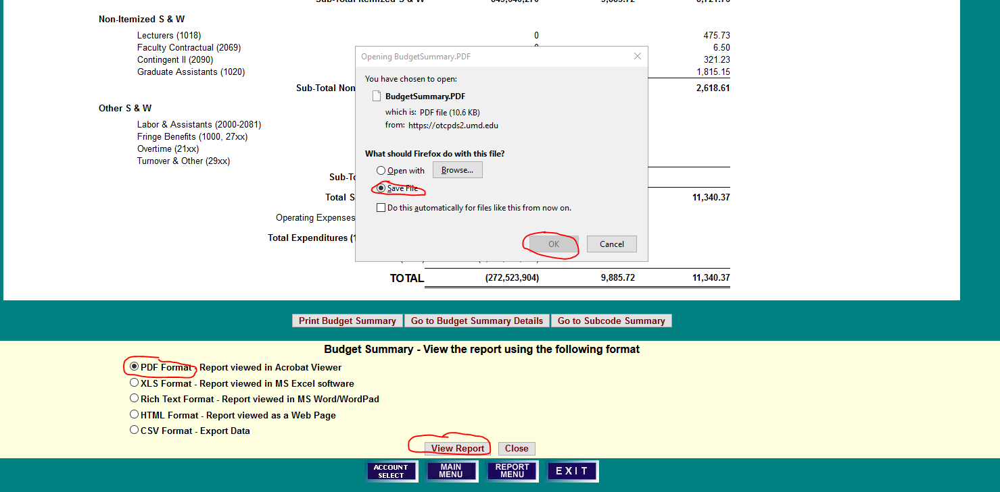 Non-Itemized S & W
Lecturers (1018) 0 475.73
Faculty Contractual (2069) 6.50
Contingent II (2090) 321.23
Graduate Assistants (1020) 1,815.15
Sub-Total Non 2,618.61
Other S & W
Labor & Assistants (2000-2081)
Fringe Benefits (1000, 27xx)
Overtime (21xx)
Turnover & Other (29xx)
Sub-To
Total S 11,340.37
Operating Expenses
Total Expenditures (1
TOTAL (272,523,904) 9,885.72 11,340.37
Opening BudgetSummary.PDF
You have chosen to open:
BudgetSummary.PDF
which is: PDF file (10.6 KB)
from: https://otcpds2.umd.edu
What should Firefox do with this file?
Open with Browse...
Save File
Do this automatically for files like this from now on.
OK Cancel
Print Budget Summary Go to Budget Summary Details Go to Subcode Summary
Budget Summary - View the report using the following format
PDF Format - Report viewed in Acrobat Viewer
XLS Format - Report viewed in MS Excel software
Rich Text Format - Report viewed in MS Word/WordPad
HTML Format - Report viewed as a Web Page
CSV Format - Export Data
View Report Close
ACCOUNT SELECT MAIN MENU REPORT MENU EXIT